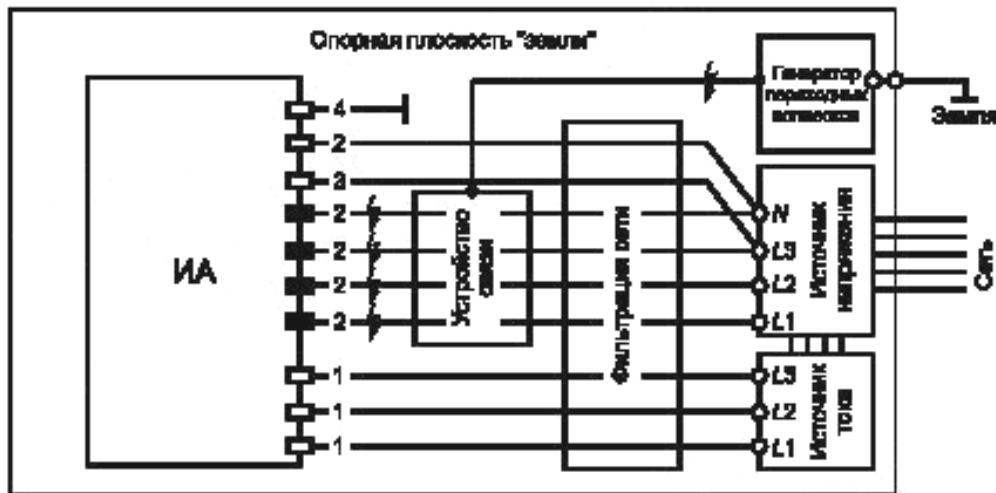 Опорная плоскость "земли"
Генератор
переходных
всплесков
Земля
4
2
3
2
2
2
2
1
1
1
ИА
Устройство
связи
Фильтрация сети
N
L3
L2
L1
Источник
напряжения
Сеть
L3
L2
L1
Источник
тока